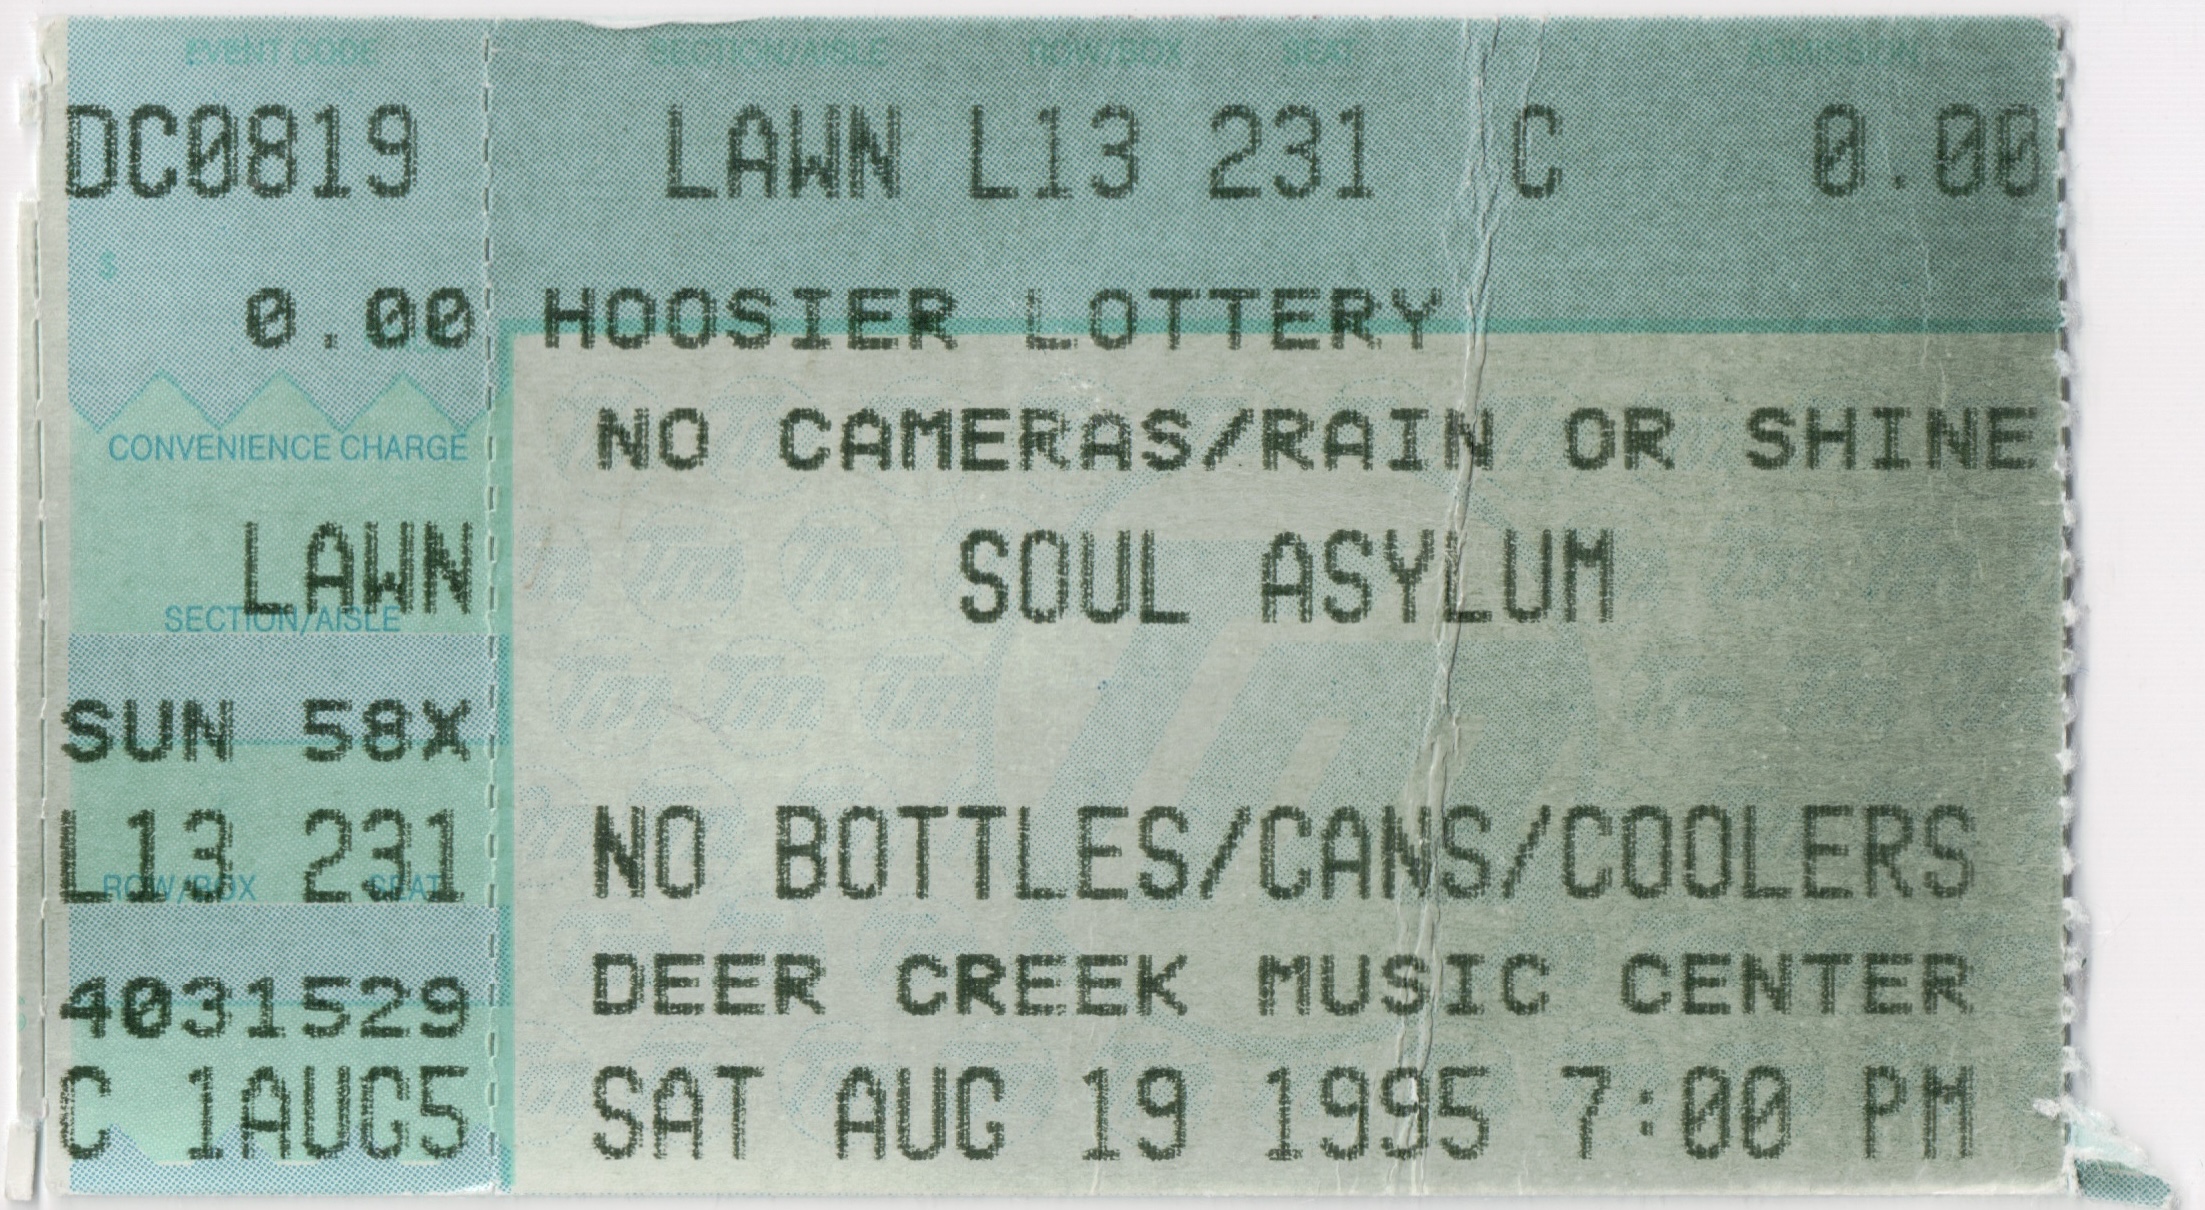 EVENT CODE SECTION/AISLE ROW/BOX SEAT ADMISSION
DC0819 LAWN L13 231 C 0.00
$
0.00 HOOSIER LOTTERY
NO CAMERAS/RAIN OR SHINE
CONVENIENCE CHARGE
LAWN SOUL ASYLUM
SECTION/AISLE
SUN 58X
L13 231 NO BOTTLES/CANS/COOLERS
ROW/BOX SEAT
4031529 DEER CREEK MUSIC CENTER
C 1AUG5 SAT AUG 19 1995 7:00 PM